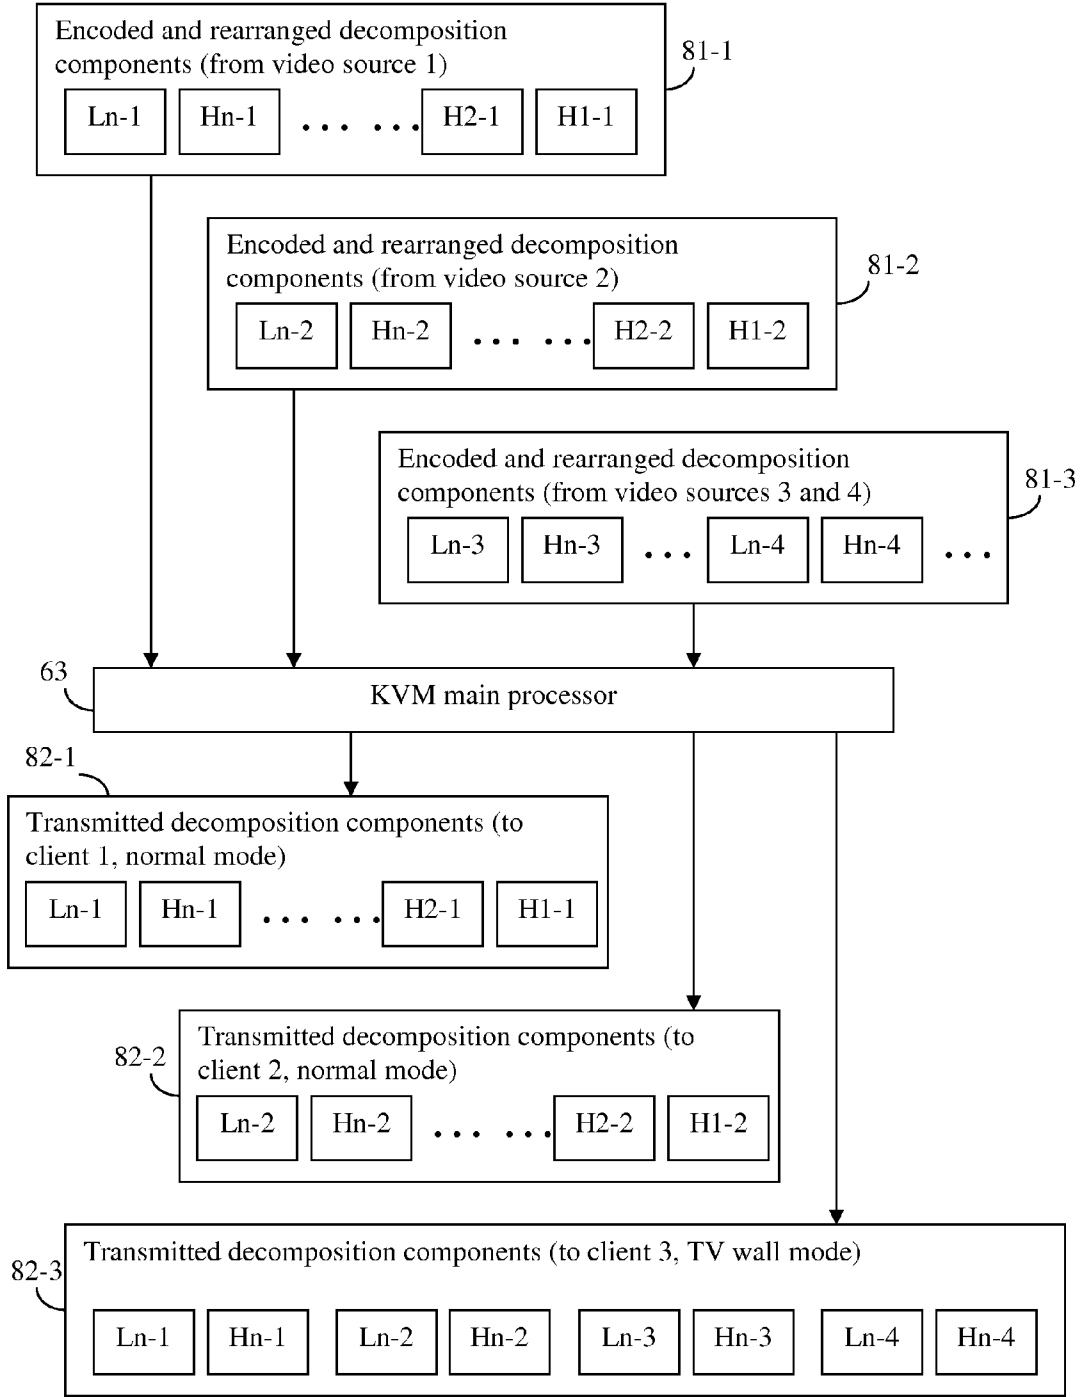 Encoded and rearranged decomposition
components (from video source 1)
81-1
Ln-1 Hn-1 ... ... H2-1 H1-1
Encoded and rearranged decomposition
components (from video source 2)
81-2
Ln-2 Hn-2 ... ... H2-2 H1-2
Encoded and rearranged decomposition
components (from video sources 3 and 4)
81-3
Ln-3 Hn-3 ... Ln-4 Hn-4 ...
63
KVM main processor
82-1
Transmitted decomposition components (to
client 1, normal mode)
Ln-1 Hn-1 ... ... H2-1 H1-1
82-2
Transmitted decomposition components (to
client 2, normal mode)
Ln-2 Hn-2 ... ... H2-2 H1-2
82-3
Transmitted decomposition components (to client 3, TV wall mode)
Ln-1 Hn-1 Ln-2 Hn-2 Ln-3 Hn-3 Ln-4 Hn-4